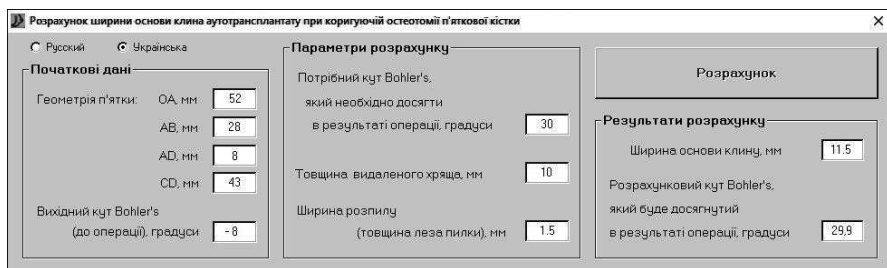 Розрахунок ширини основи клина аутотрансплантату при коригуючій остеотомії п'яткової кістки
Русский Українська
Початкові дані
Геометрія п'ятки: OA, мм 52
AB, мм 28
AD, мм 8
CD, мм 43
Вихідний кут Bohler's
(до операції), градуси -8
Параметри розрахунку
Потрібний кут Bohler's,
який необхідно досягти
в результаті операції, градуси 30
Товщина видаленого хряща, мм 10
Ширина розпилу
(товщина леза пилки), мм 1.5
Розрахунок
Результати розрахунку
Ширина основи клину, мм 11.5
Розрахунковий кут Bohler's,
який буде досягнутий
в результаті операції, градуси 29,9